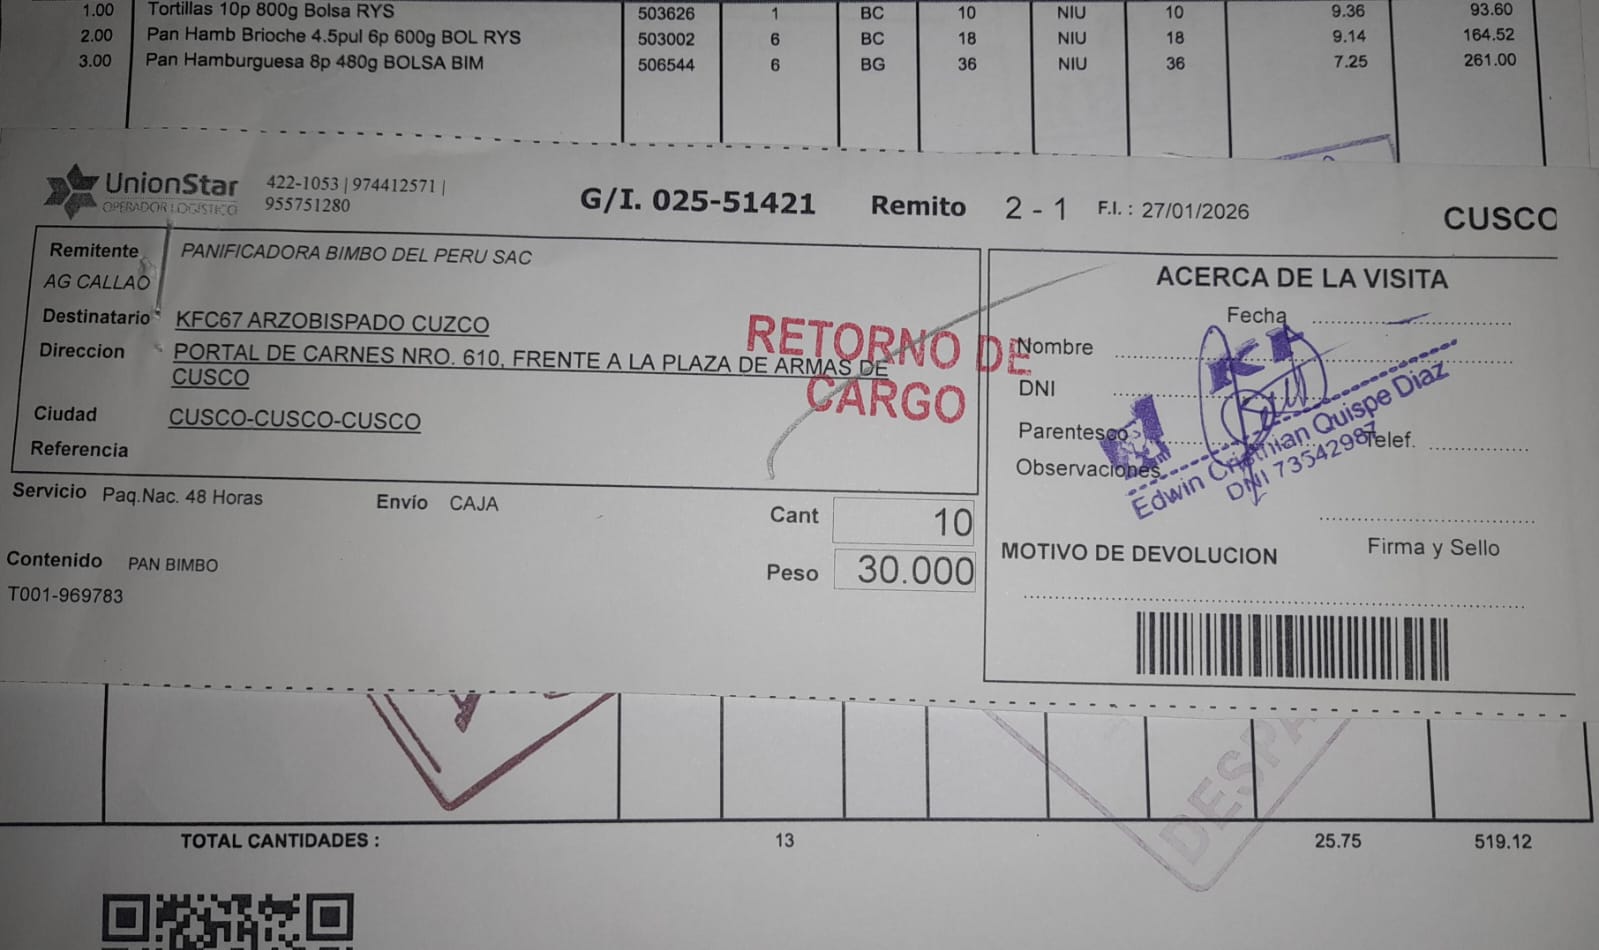 1.00 Tortillas 10p 800g Bolsa RYS 503626 1 BC 10 NIU 10 9.36 93.60
2.00 Pan Hamb Brioche 4.5pul 6p 600g BOL RYS 503002 6 BC 18 NIU 18 9.14 164.52
3.00 Pan Hamburguesa 8p 480g BOLSA BIM 506544 6 BG 36 NIU 36 7.25 261.00
UnionStar
OPERADOR LOGÍSTICO
422-1053 | 974412571 |
955751280
G/I. 025-51421 Remito 2 - 1 F.I. : 27/01/2026 CUSCO
Remitente PANIFICADORA BIMBO DEL PERU SAC
AG CALLAO
Destinatario KFC67 ARZOBISPADO CUZCO
Direccion PORTAL DE CARNES NRO. 610, FRENTE A LA PLAZA DE ARMAS DE
CUSCO
Ciudad CUSCO-CUSCO-CUSCO
Referencia
RETORNO DE
CARGO
Servicio Paq.Nac. 48 Horas Envío CAJA Cant 10
Contenido PAN BIMBO Peso 30.000
T001-969783
ACERCA DE LA VISITA
Fecha
Nombre
DNI
Parentesco Telef.
Observaciones
Edwin Cristhian Quispe Diaz
DNI 73542987
Firma y Sello
MOTIVO DE DEVOLUCION
DESPA
TOTAL CANTIDADES : 13 25.75 519.12